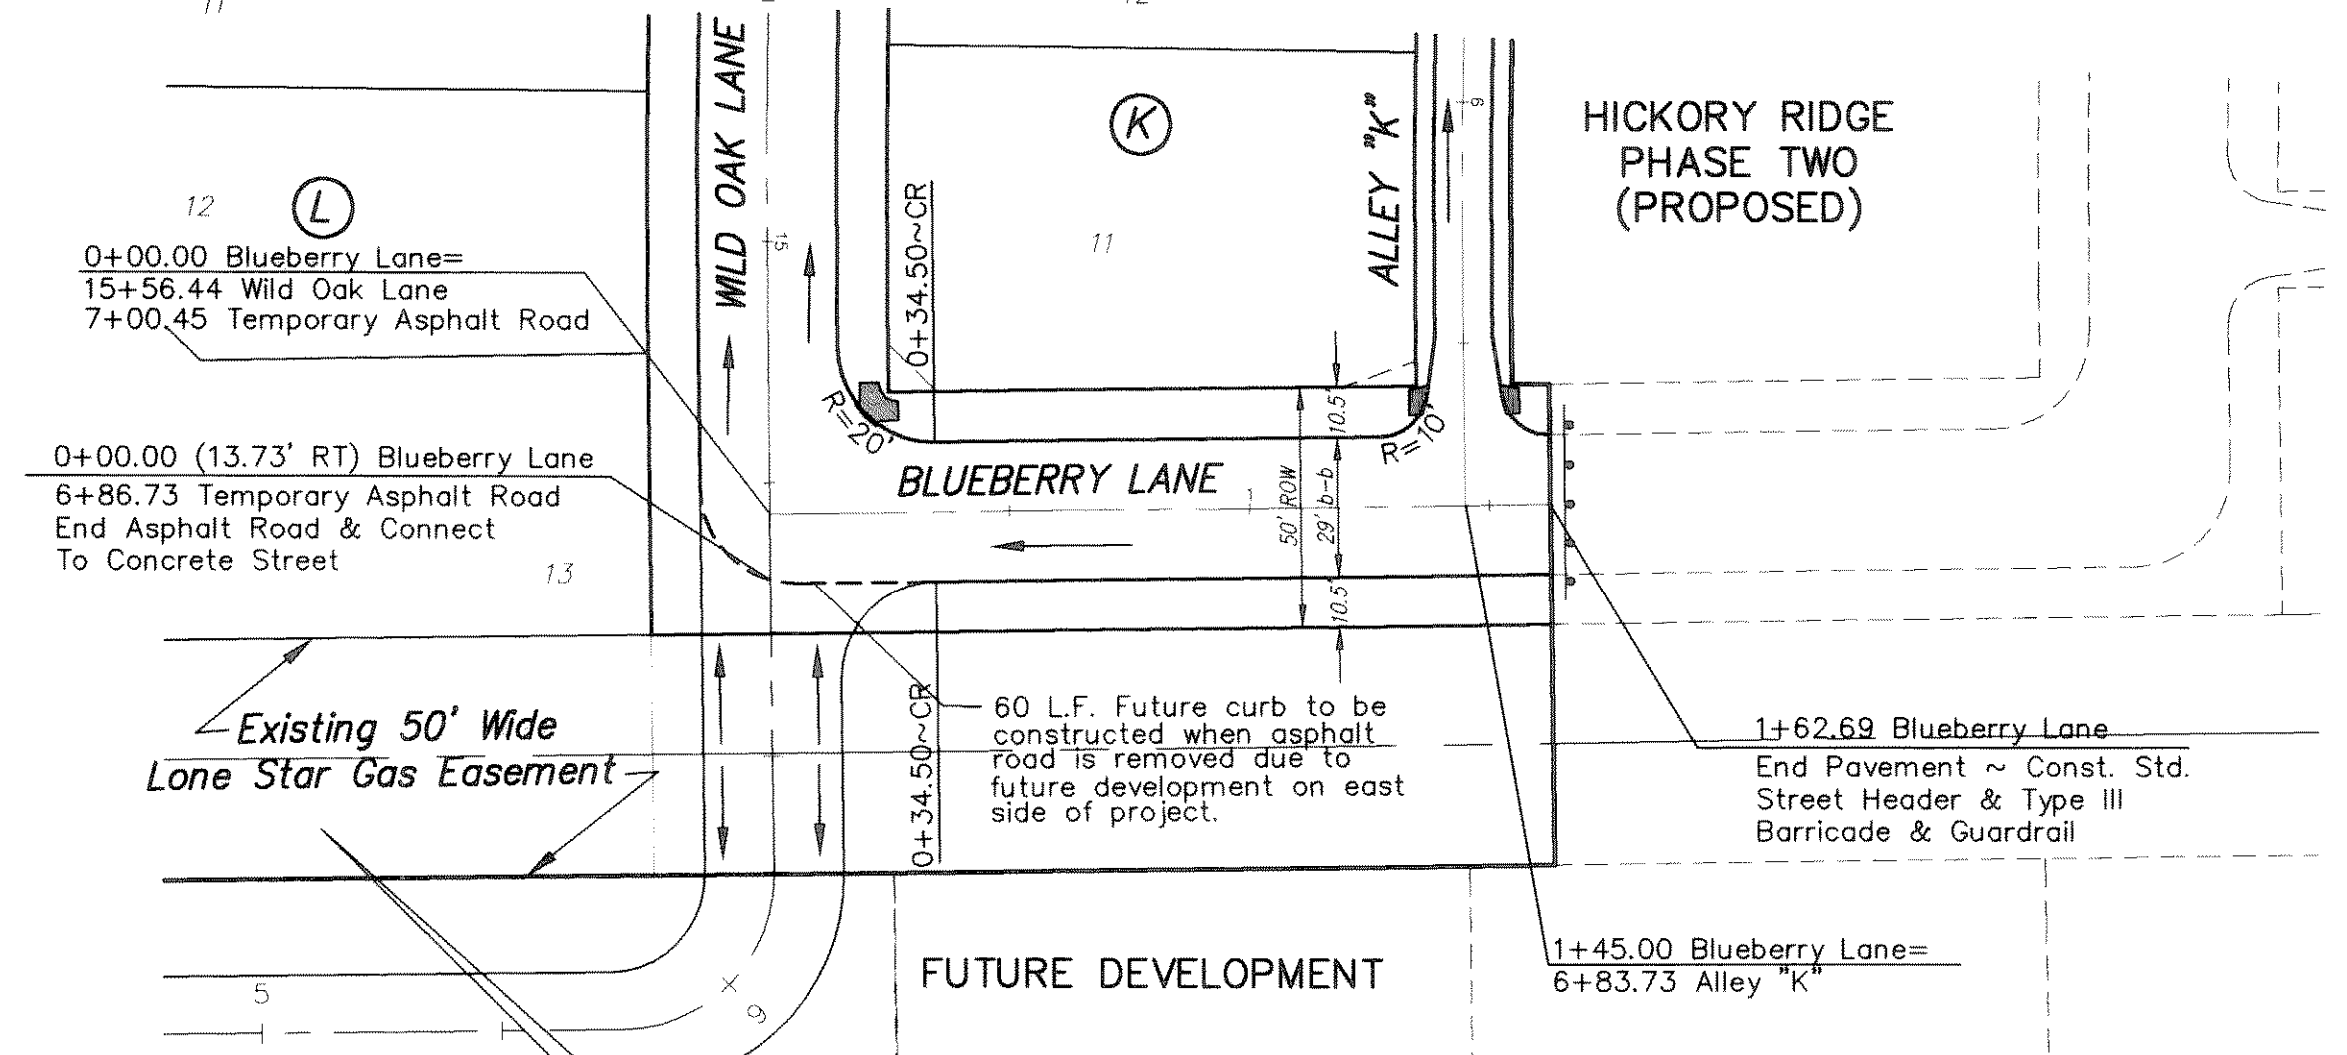 11
12
WILD OAK LANE
ALLEY "K"
K
6
HICKORY RIDGE
PHASE TWO
(PROPOSED)
12
L
15
11
0+34.50~CR
0+00.00 Blueberry Lane=
15+56.44 Wild Oak Lane
7+00.45 Temporary Asphalt Road
R=20'
R=10'
10.5'
0+00.00 (13.73' RT) Blueberry Lane
6+86.73 Temporary Asphalt Road
End Asphalt Road & Connect
To Concrete Street
13
BLUEBERRY LANE
1
50' ROW
29' b-b
10.5'
Existing 50' Wide
Lone Star Gas Easement
0+34.50~CR
60 L.F. Future curb to be
constructed when asphalt
road is removed due to
future development on east
side of project.
1+62.69 Blueberry Lane
End Pavement ~ Const. Std.
Street Header & Type III
Barricade & Guardrail
FUTURE DEVELOPMENT
1+45.00 Blueberry Lane=
6+83.73 Alley "K"
5
6